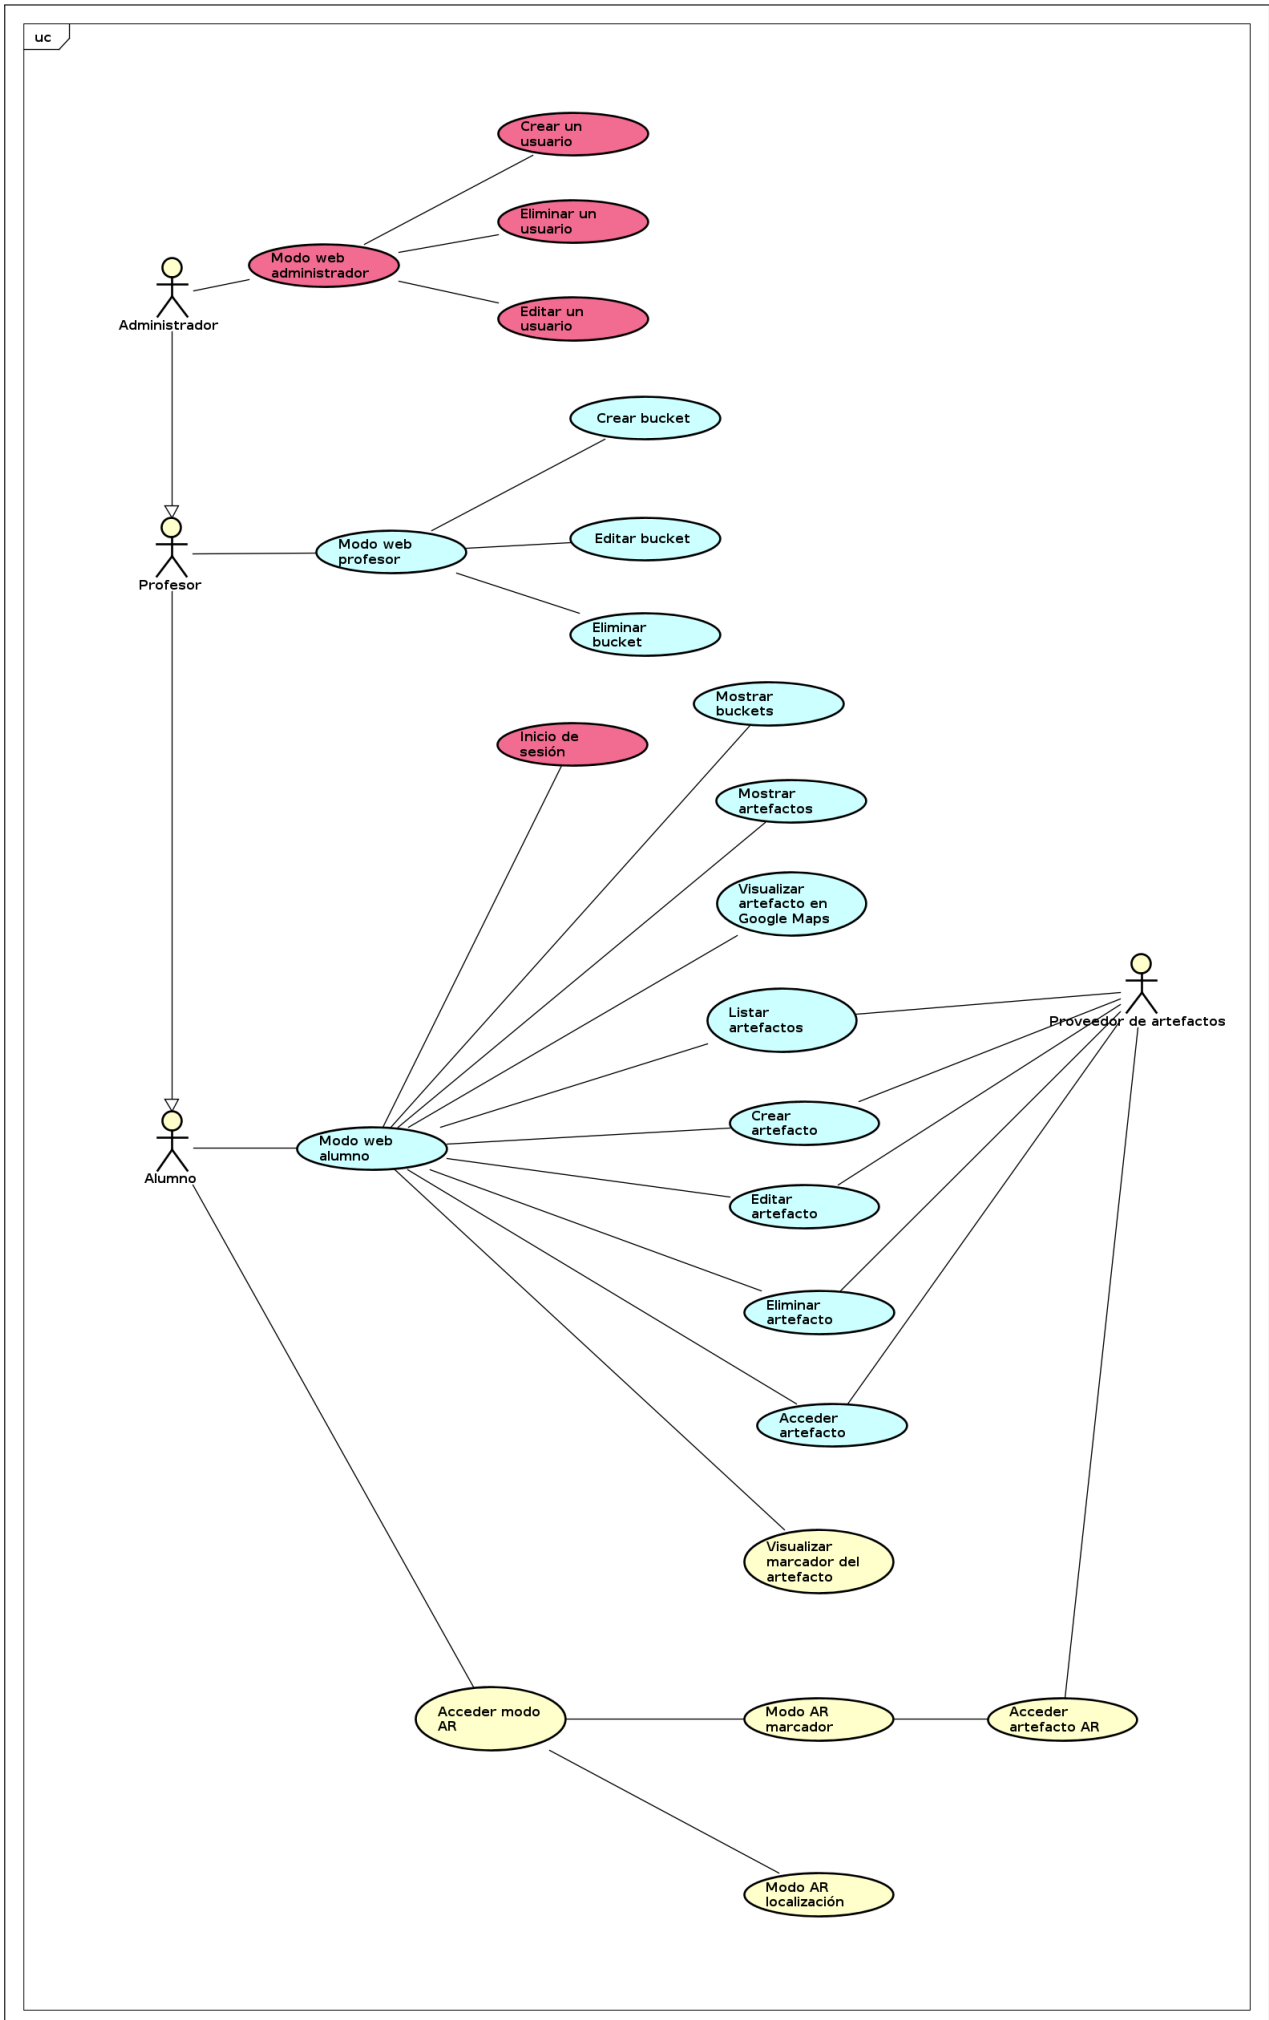 uc
Crear un
usuario
Eliminar un
usuario
Modo web
administrador
Editar un
usuario
Administrador
Crear bucket
Editar bucket
Modo web
profesor
Profesor
Eliminar
bucket
Mostrar
buckets
Inicio de
sesión
Mostrar
artefactos
Visualizar
artefacto en
Google Maps
Listar
artefactos
Proveedor de artefactos
Crear
artefacto
Modo web
alumno
Alumno
Editar
artefacto
Eliminar
artefacto
Acceder
artefacto
Visualizar
marcador del
artefacto
Acceder modo
AR
Modo AR
marcador
Acceder
artefacto AR
Modo AR
localización